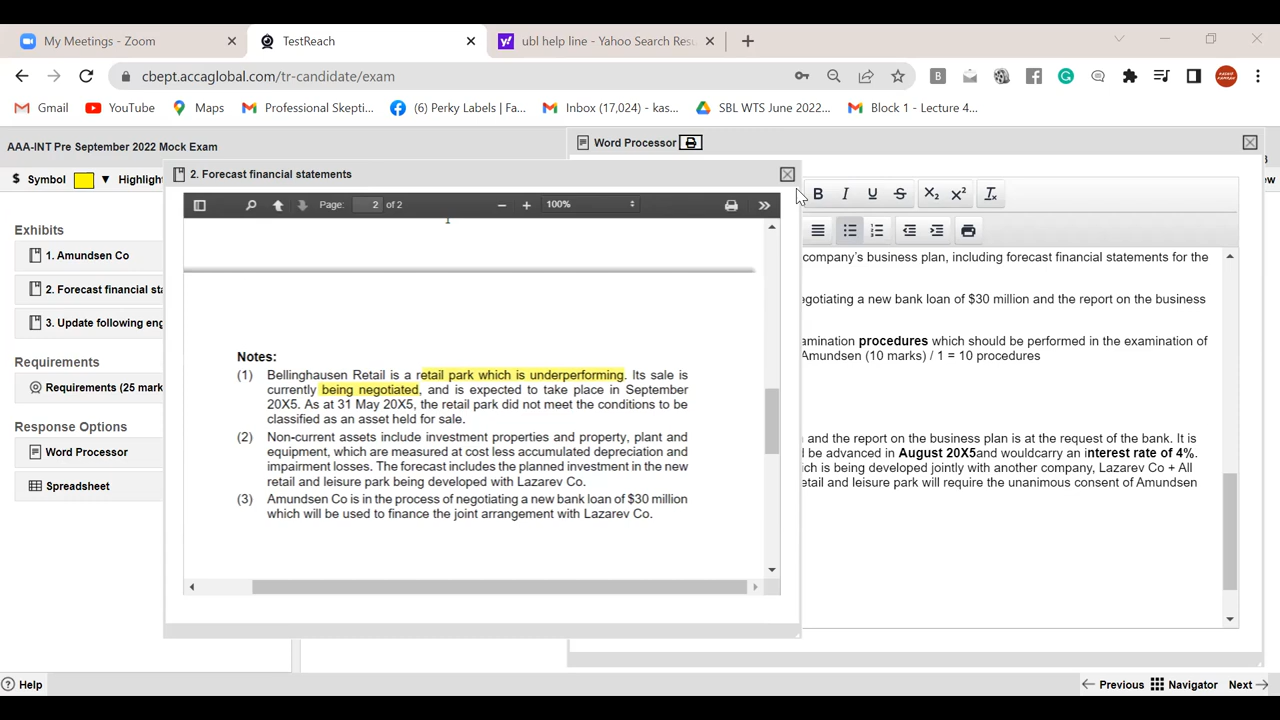 My Meetings - Zoom
TestReach
ubl help line - Yahoo Search Resu
cbept.accaglobal.com/tr-candidate/exam
Gmail
YouTube
Maps
Professional Skepti...
(6) Perky Labels | Fa...
Inbox (17,024) - kas...
SBL WTS June 2022...
Block 1 - Lecture 4...
AAA-INT Pre September 2022 Mock Exam
Word Processor
$ Symbol
Highligh
2. Forecast financial statements
B I U S X2 X² Tx
Page: 2 of 2
100%
Exhibits
1. Amundsen Co
2. Forecast financial sta
3. Update following eng
Requirements
Requirements (25 mark
Response Options
Word Processor
Spreadsheet
Notes:
(1) Bellinghausen Retail is a retail park which is underperforming. Its sale is
currently being negotiated, and is expected to take place in September
20X5. As at 31 May 20X5, the retail park did not meet the conditions to be
classified as an asset held for sale.
(2) Non-current assets include investment properties and property, plant and
equipment, which are measured at cost less accumulated depreciation and
impairment losses. The forecast includes the planned investment in the new
retail and leisure park being developed with Lazarev Co.
(3) Amundsen Co is in the process of negotiating a new bank loan of $30 million
which will be used to finance the joint arrangement with Lazarev Co.
company's business plan, including forecast financial statements for the
egotiating a new bank loan of $30 million and the report on the business
amination procedures which should be performed in the examination of
Amundsen (10 marks) / 1 = 10 procedures
and the report on the business plan is at the request of the bank. It is
d be advanced in August 20X5and wouldcarry an interest rate of 4%.
ich is being developed jointly with another company, Lazarev Co + All
etail and leisure park will require the unanimous consent of Amundsen
Help
Previous
Navigator
Next